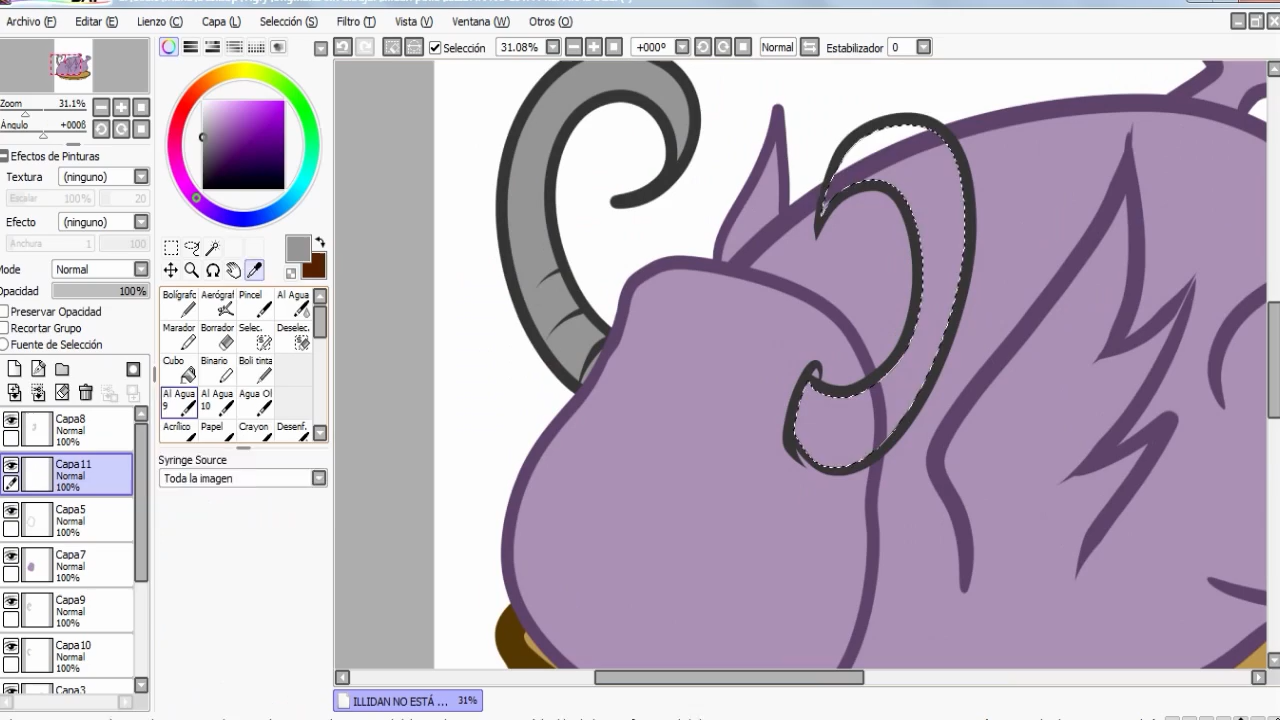 Archivo (F) Editar (E) Lienzo (C) Capa (L) Selección (S) Filtro (T) Vista (V) Ventana (W) Otros (O)
Selección 31.08% +000º Normal Estabilizador 0
Zoom 31.1%
Ángulo +000ß
Efectos de Pinturas
Textura (ninguno)
Escalar 100% 20
Efecto (ninguno)
Anchura 1 100
Mode Normal
Opacidad 100%
Preservar Opacidad
Recortar Grupo
Fuente de Selección
Capa8
Normal
100%
Capa11
Normal
100%
Capa5
Normal
100%
Capa7
Normal
100%
Capa9
Normal
100%
Capa10
Normal
100%
Capa3
Bolígrafo Aerógraf Pincel Al Agua
Marador Borrador Selec. Deselec.
Cubo Binario Boli tinta
Al Agua 9 Al Agua 10 Agua Ol
Acrílico Papel Crayon Desenf.
Syringe Source
Toda la imagen
ILLIDAN NO ESTÁ ... 31%